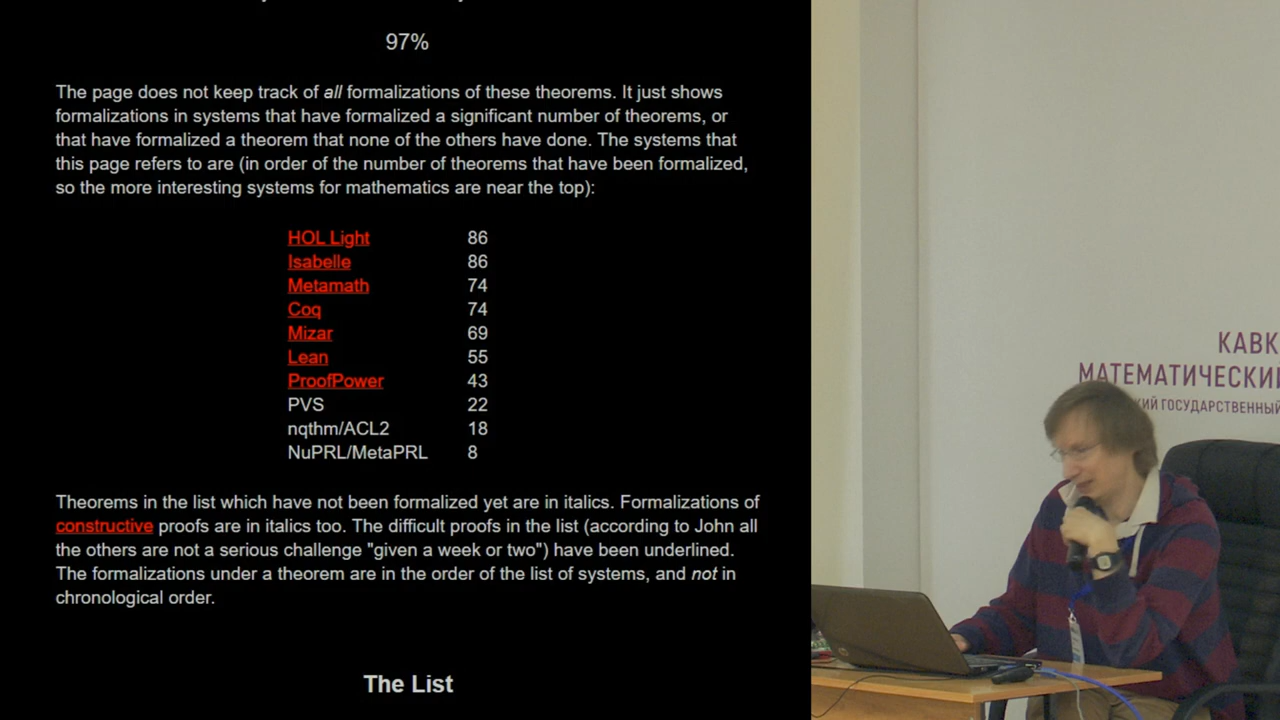 97%
The page does not keep track of all formalizations of these theorems. It just shows
formalizations in systems that have formalized a significant number of theorems, or
that have formalized a theorem that none of the others have done. The systems that
this page refers to are (in order of the number of theorems that have been formalized,
so the more interesting systems for mathematics are near the top):
HOL Light 86
Isabelle 86
Metamath 74
Coq 74
Mizar 69
Lean 55
ProofPower 43
PVS 22
nqthm/ACL2 18
NuPRL/MetaPRL 8
Theorems in the list which have not been formalized yet are in italics. Formalizations of
constructive proofs are in italics too. The difficult proofs in the list (according to John all
the others are not a serious challenge "given a week or two") have been underlined.
The formalizations under a theorem are in the order of the list of systems, and not in
chronological order.
The List
КАВК
МАТЕМАТИЧЕСКИ
КИЙ ГОСУДАРСТВЕННЫЙ